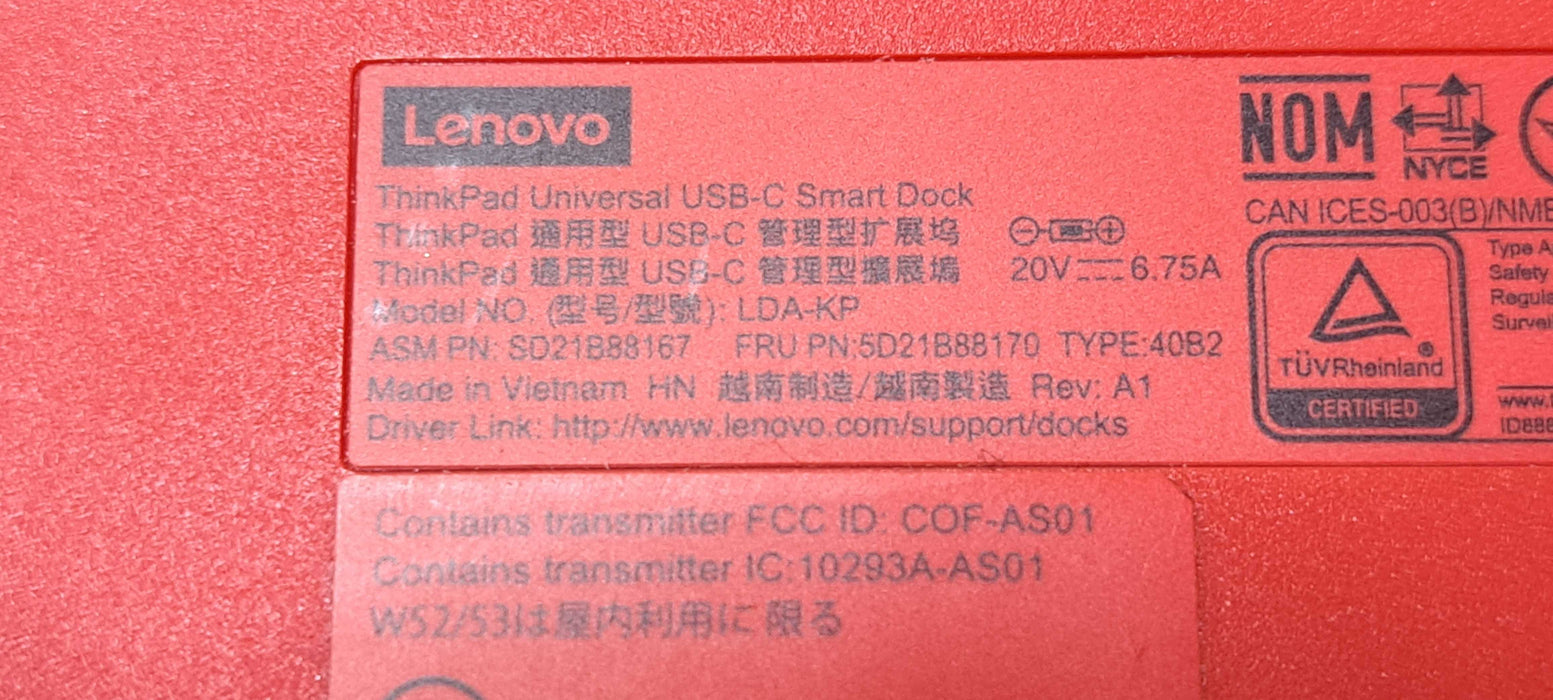 Lenovo
ThinkPad Universal USB-C Smart Dock
ThinkPad 通用型 USB-C 管理型扩展坞
ThinkPad 通用型 USB-C 管理型擴展塢
20V 6.75A
Model NO. (型号/型號): LDA-KP
ASM PN: SD21B88167 FRU PN:5D21B88170 TYPE:40B2
Made in Vietnam HN 越南制造/越南製造 Rev: A1
Driver Link: http://www.lenovo.com/support/docks
NOM
NYCE
CAN ICES-003(B)/NMB
TÜVRheinland®
CERTIFIED
Type A
Safety
Contains transmitter FCC ID: COF-AS01
Contains transmitter IC:10293A-AS01
W52/53は屋内利用に限る